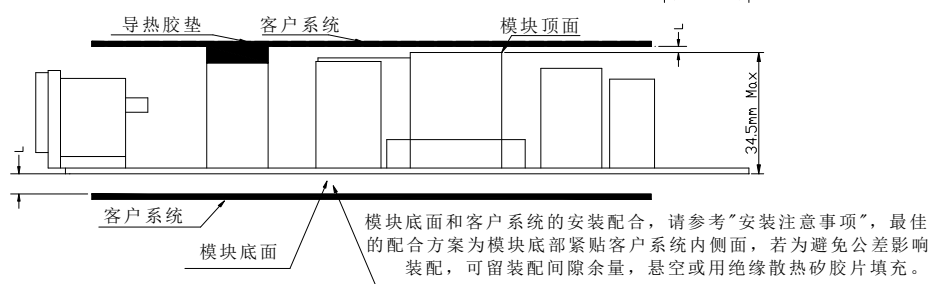 导热胶垫
客户系统
模块顶面
L
34.5mm Max
L
客户系统
模块底面
模块底面和客户系统的安装配合，请参考"安装注意事项"，最佳
的配合方案为模块底部紧贴客户系统内侧面，若为避免公差影响
装配，可留装配间隙余量，悬空或用绝缘散热矽胶片填充。